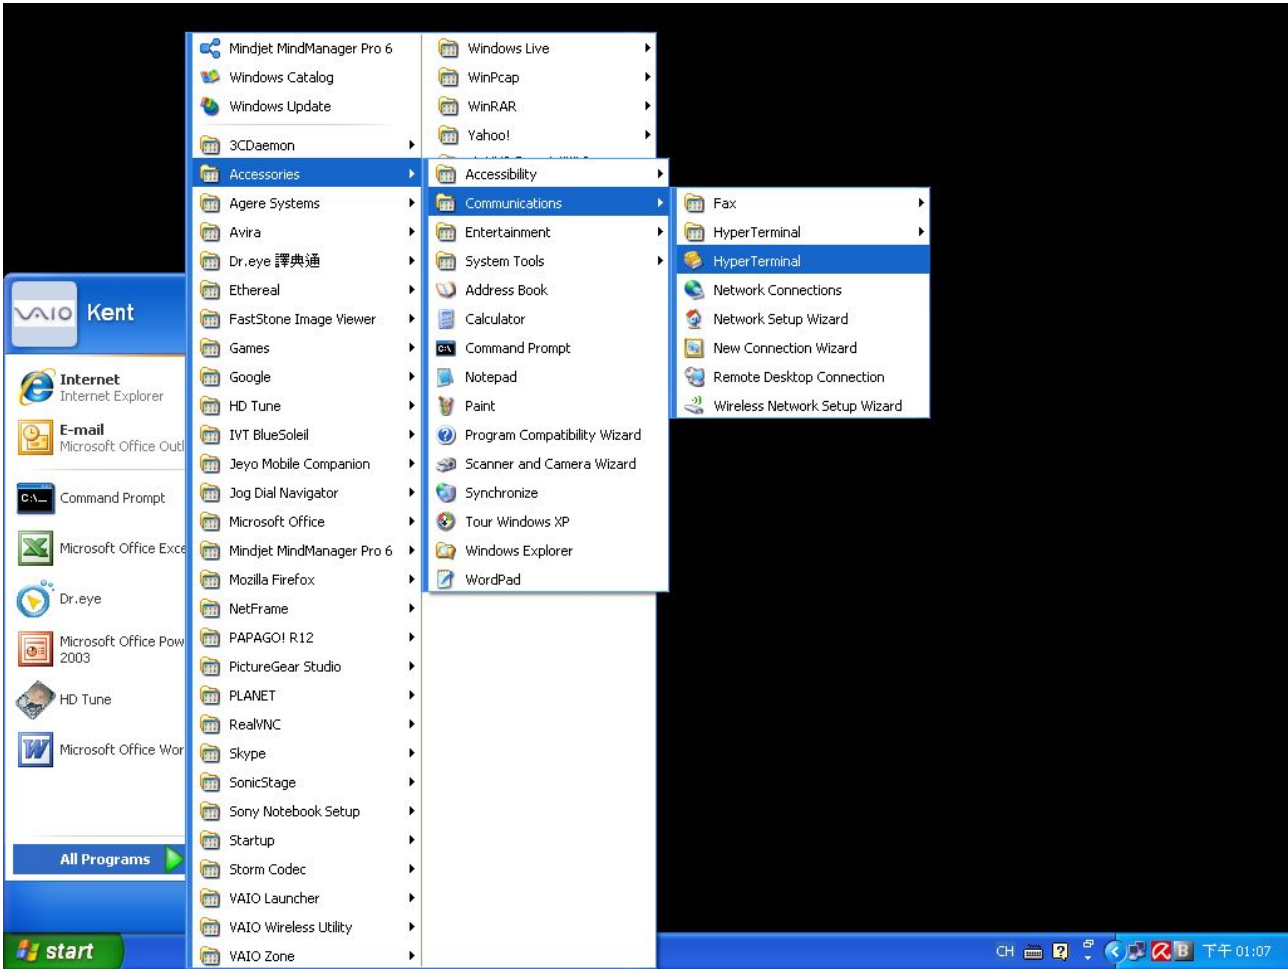 Mindjet MindManager Pro 6
Windows Catalog
Windows Update
3CDaemon
Accessories
Agere Systems
Avira
Dr.eye 譯典通
Ethereal
FastStone Image Viewer
Games
Google
HD Tune
IVT BlueSoleil
Jeyo Mobile Companion
Jog Dial Navigator
Microsoft Office
Mindjet MindManager Pro 6
Mozilla Firefox
NetFrame
PAPAGO! R12
PictureGear Studio
PLANET
RealVNC
Skype
SonicStage
Sony Notebook Setup
Startup
Storm Codec
VAIO Launcher
VAIO Wireless Utility
VAIO Zone
Windows Live
WinPcap
WinRAR
Yahoo!
Accessibility
Communications
Entertainment
System Tools
Address Book
Calculator
Command Prompt
Notepad
Paint
Program Compatibility Wizard
Scanner and Camera Wizard
Synchronize
Tour Windows XP
Windows Explorer
WordPad
Fax
HyperTerminal
HyperTerminal
Network Connections
Network Setup Wizard
New Connection Wizard
Remote Desktop Connection
Wireless Network Setup Wizard
VAIO
Kent
Internet
Internet Explorer
E-mail
Microsoft Office Outl
C:\_
Command Prompt
Microsoft Office Exce
Dr.eye
Microsoft Office Pow
2003
HD Tune
Microsoft Office Wor
All Programs
start
CH
B
下午 01:07